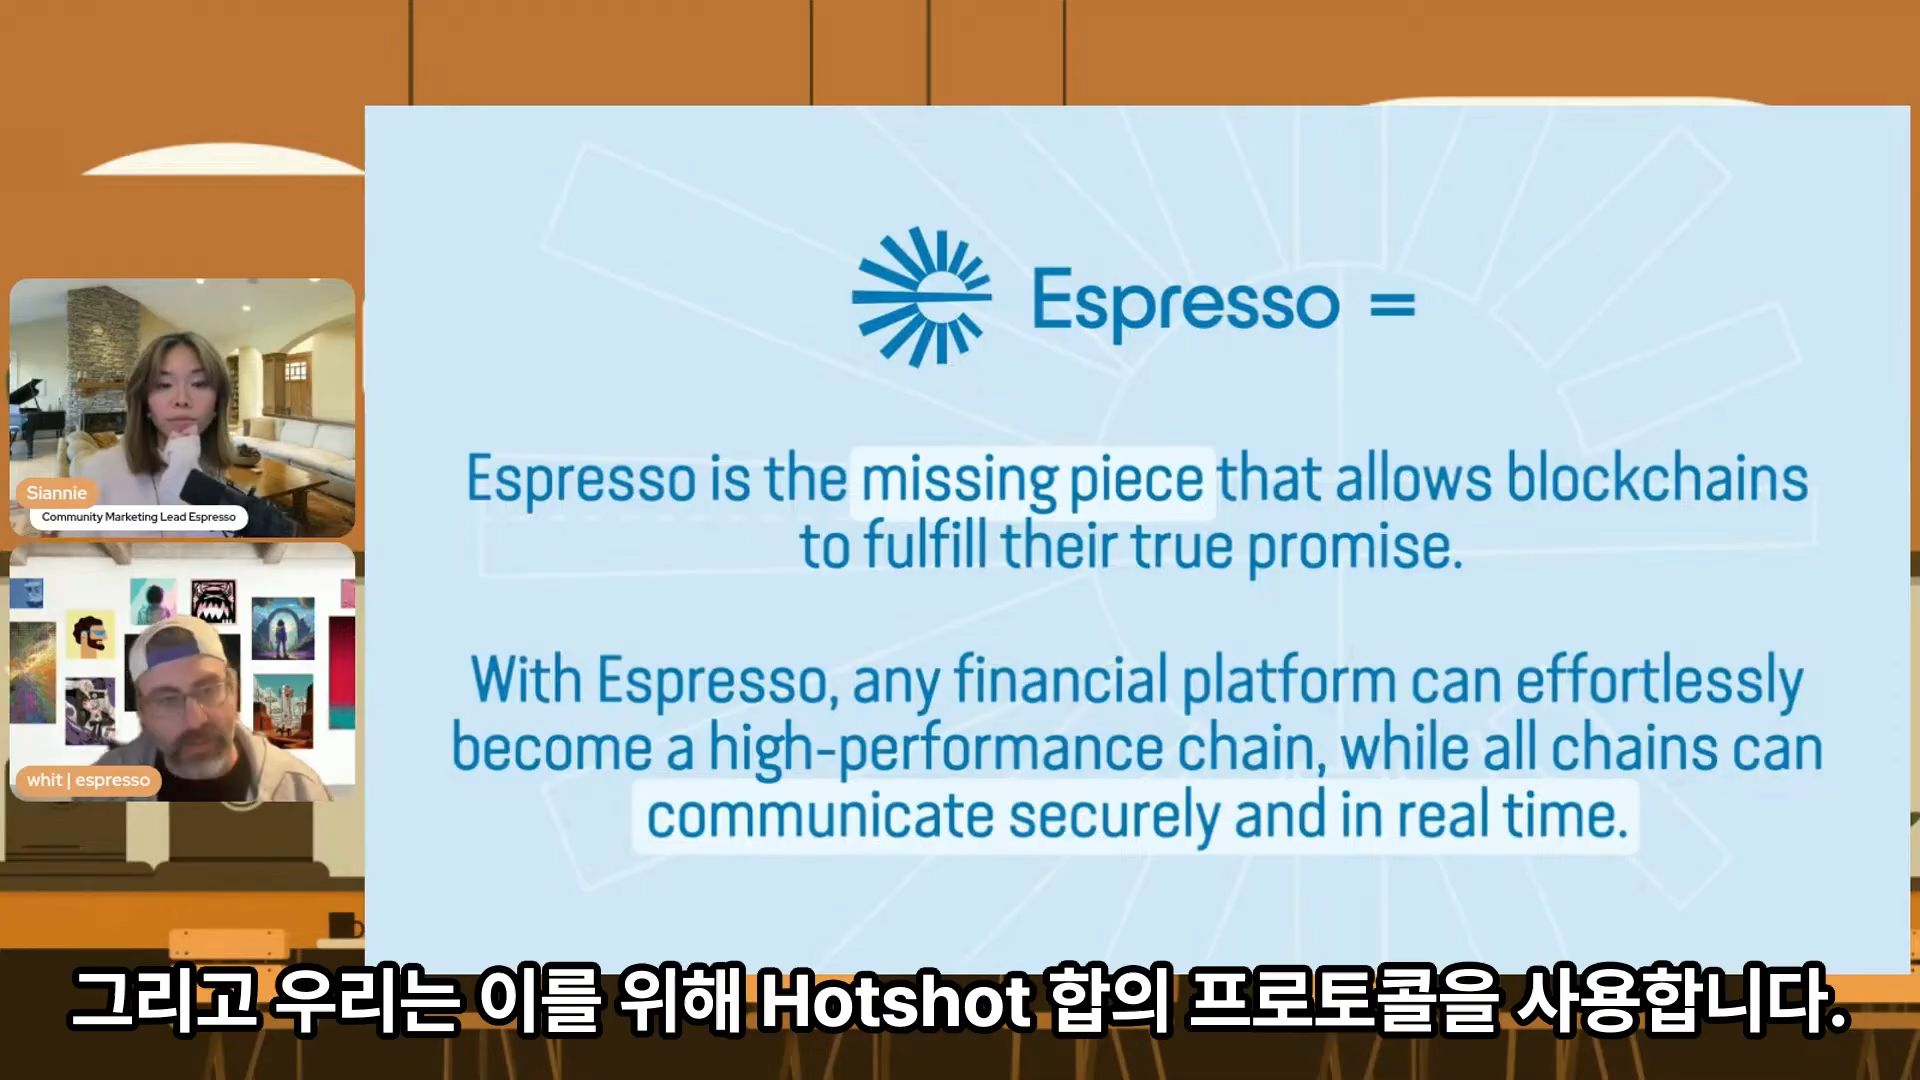 Espresso =
Espresso is the missing piece that allows blockchains
to fulfill their true promise.
With Espresso, any financial platform can effortlessly
become a high-performance chain, while all chains can
communicate securely and in real time.
Siannie
Community Marketing Lead Espresso
whit | espresso
그리고 우리는 이를 위해 Hotshot 합의 프로토콜을 사용합니다.